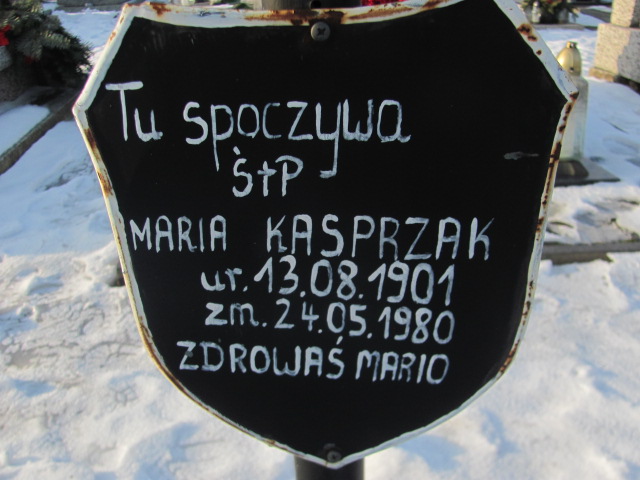 Tu spoczywa
ŚtP
MARIA KASPRZAK
ur. 13.08.1901
zm. 24.05.1980
ZDROWAŚ MARIO